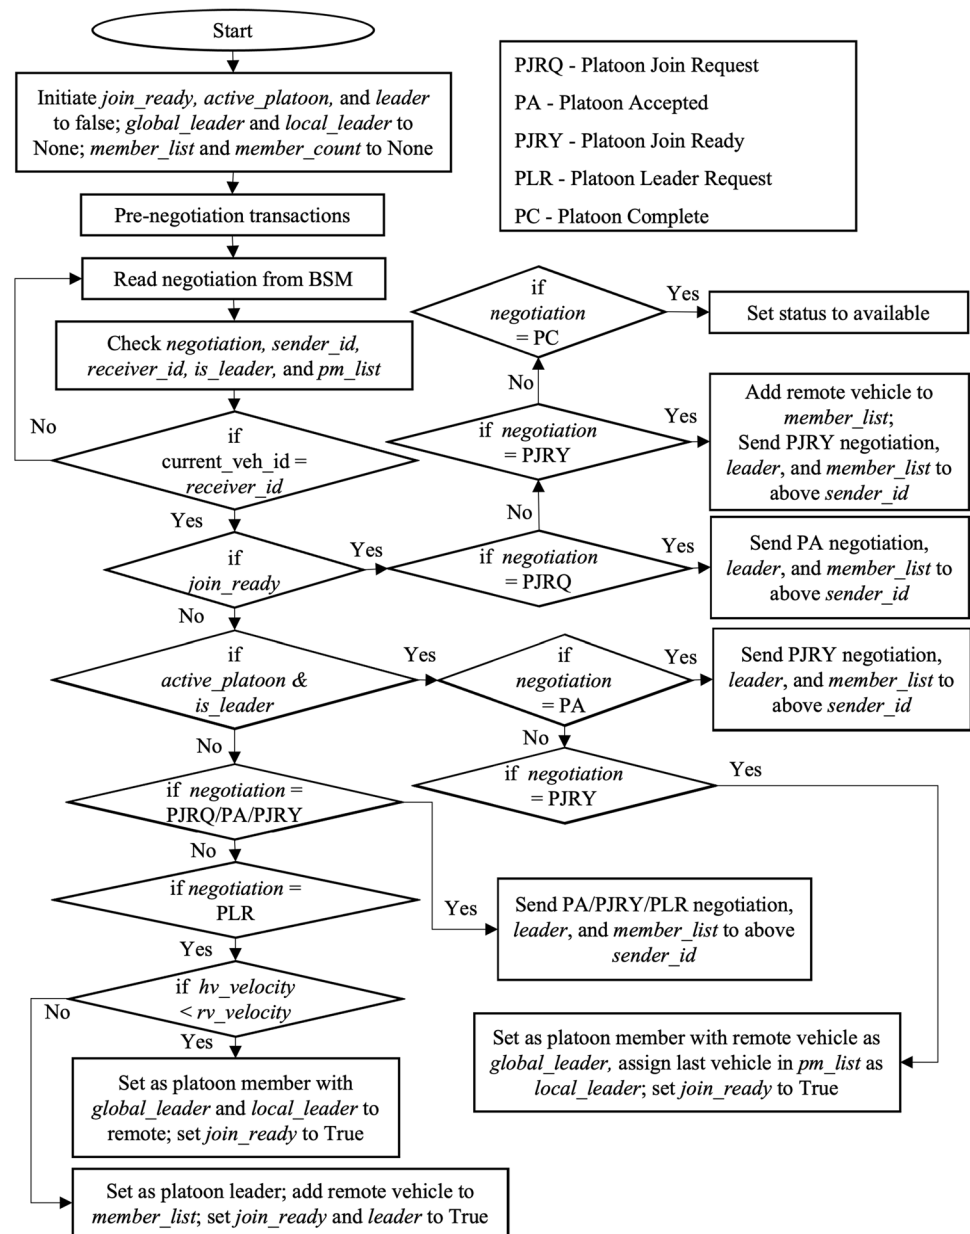 Start
Initiate join_ready, active_platoon, and leader
to false; global_leader and local_leader to
None; member_list and member_count to None
Pre-negotiation transactions
Read negotiation from BSM
Check negotiation, sender_id,
receiver_id, is_leader, and pm_list
No
if
current_veh_id =
receiver_id
Yes
if
join_ready
Yes
No
if
active_platoon &
is_leader
Yes
No
if negotiation =
PJRQ/PA/PJRY
No
Yes
if negotiation =
PLR
Yes
if hv_velocity
< rv_velocity
No
Yes
Set as platoon member with
global_leader and local_leader to
remote; set join_ready to True
Set as platoon leader; add remote vehicle to
member_list; set join_ready and leader to True
PJRQ - Platoon Join Request
PA - Platoon Accepted
PJRY - Platoon Join Ready
PLR - Platoon Leader Request
PC - Platoon Complete
if
negotiation
= PC
Yes
Set status to available
No
if negotiation
= PJRY
Yes
Add remote vehicle to
member_list;
Send PJRY negotiation,
leader, and member_list to
above sender_id
No
if negotiation
= PJRQ
Yes
Send PA negotiation,
leader, and member_list to
above sender_id
if
negotiation
= PA
Yes
Send PJRY negotiation,
leader, and member_list to
above sender_id
No
if negotiation
= PJRY
Yes
Send PA/PJRY/PLR negotiation,
leader, and member_list to above
sender_id
Set as platoon member with remote vehicle as
global_leader, assign last vehicle in pm_list as
local_leader; set join_ready to True